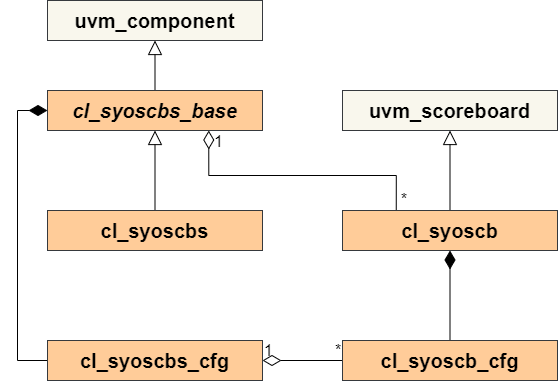 uvm_component
cl_syoscbs_base
uvm_scoreboard
1
*
cl_syoscbs
cl_syoscb
1
*
cl_syoscbs_cfg
cl_syoscb_cfg